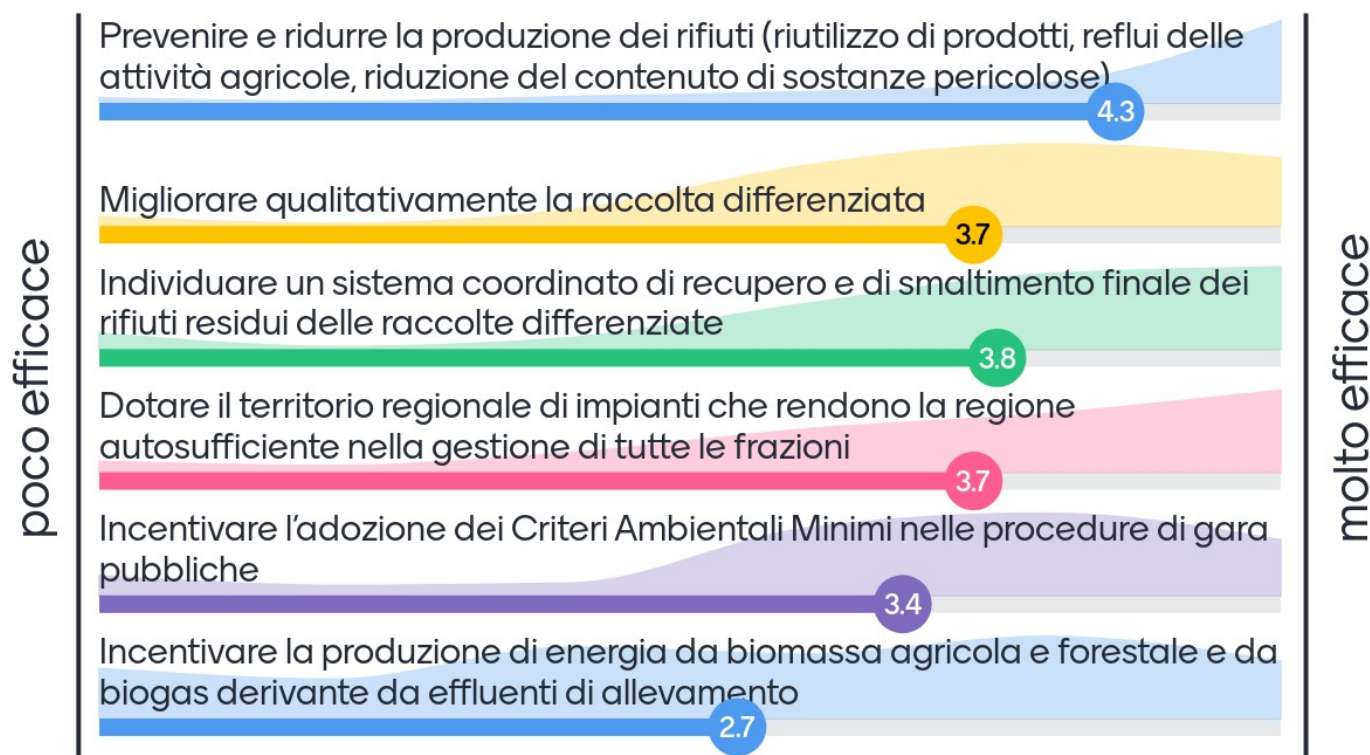 Prevenire e ridurre la produzione dei rifiuti (riutilizzo di prodotti, reflui delle
attività agricole, riduzione del contenuto di sostanze pericolose)
4.3
Migliorare qualitativamente la raccolta differenziata
3.7
Individuare un sistema coordinato di recupero e di smaltimento finale dei
rifiuti residui delle raccolte differenziate
3.8
Dotare il territorio regionale di impianti che rendono la regione
autosufficiente nella gestione di tutte le frazioni
3.7
Incentivare l’adozione dei Criteri Ambientali Minimi nelle procedure di gara
pubbliche
3.4
Incentivare la produzione di energia da biomassa agricola e forestale e da
biogas derivante da effluenti di allevamento
2.7
poco efficace
molto efficace